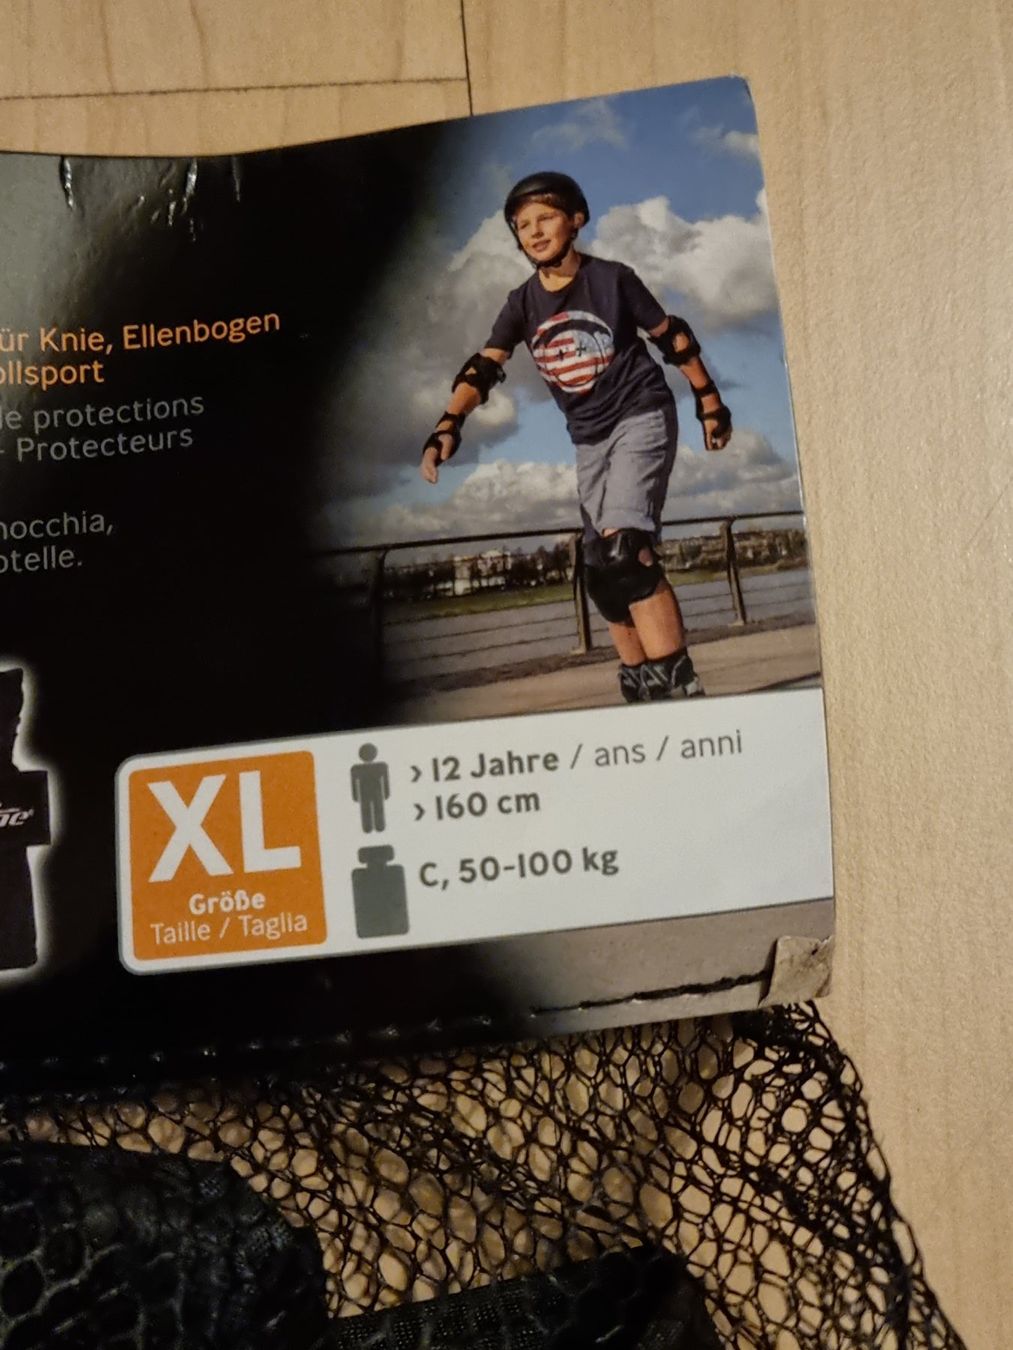 ür Knie, Ellenbogen
ollsport
de protections
- Protecteurs
nocchia,
otelle.
XL
Größe
Taille / Taglia
› 12 Jahre / ans / anni
› 160 cm
C, 50-100 kg